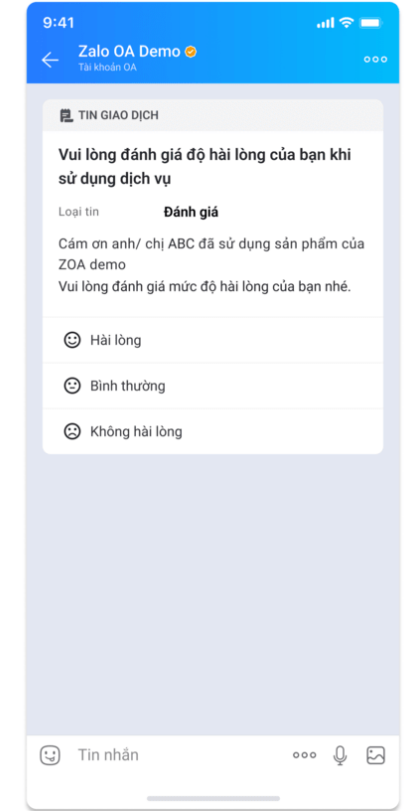 9:41
Zalo OA Demo
Tài khoản OA
TIN GIAO DỊCH
Vui lòng đánh giá độ hài lòng của bạn khi
sử dụng dịch vụ
Loại tin Đánh giá
Cám ơn anh/ chị ABC đã sử dụng sản phẩm của
ZOA demo
Vui lòng đánh giá mức độ hài lòng của bạn nhé.
Hài lòng
Bình thường
Không hài lòng
Tin nhắn